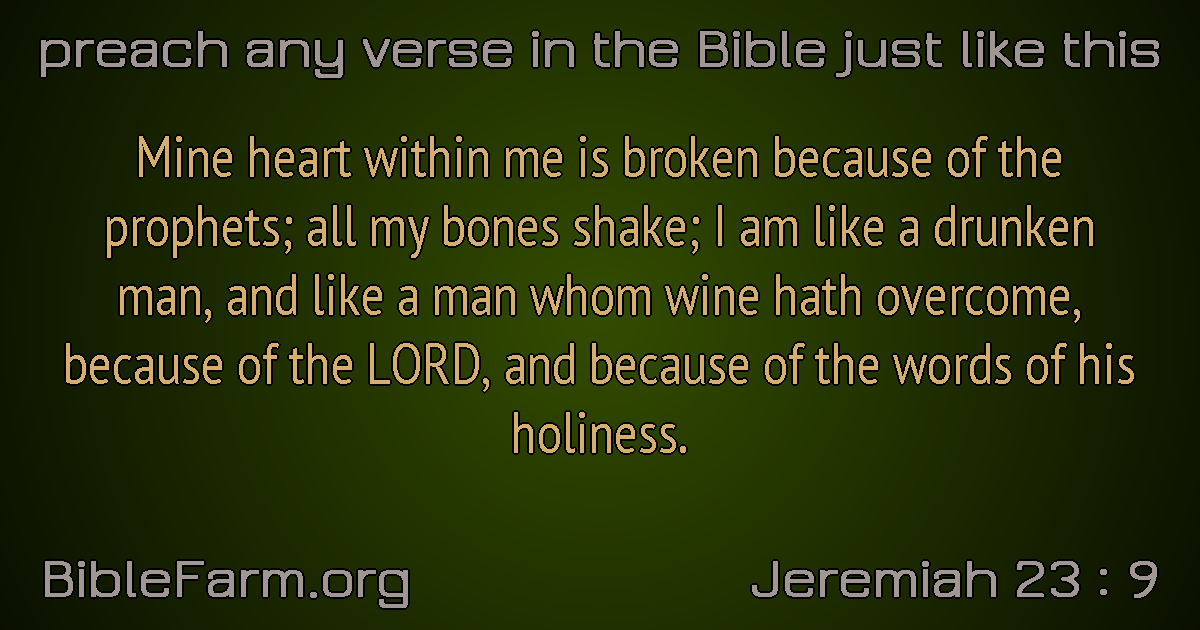 preach any verse in the Bible just like this
Mine heart within me is broken because of the
prophets; all my bones shake; I am like a drunken
man, and like a man whom wine hath overcome,
because of the LORD, and because of the words of his
holiness.
BibleFarm.org
Jeremiah 23 : 9